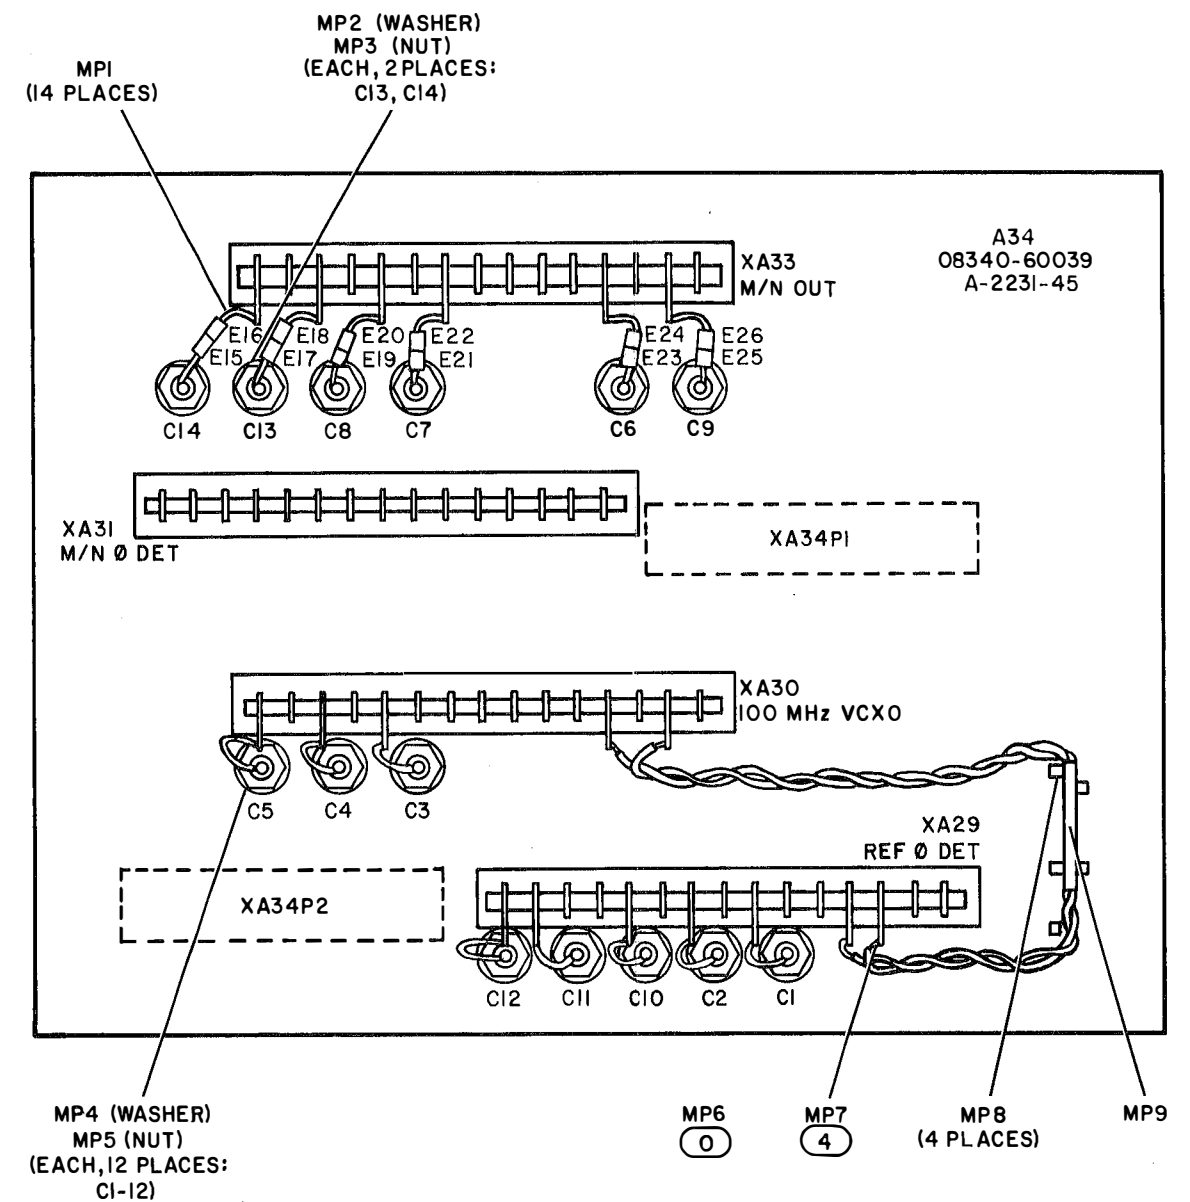 MP2 (WASHER)
MP3 (NUT)
(EACH, 2 PLACES:
C13, C14)
MP1
(14 PLACES)
A34
08340-60039
A-2231-45
XA33
M/N OUT
E16 E18 E20 E22 E24 E26
E15 E17 E19 E21 E23 E25
C14 C13 C8 C7 C6 C9
XA31
M/N Ø DET
XA34P1
XA30
100 MHz VCXO
C5 C4 C3
XA29
REF Ø DET
XA34P2
C12 C11 C10 C2 C1
MP4 (WASHER)
MP5 (NUT)
(EACH, 12 PLACES:
C1-12)
MP6
0
MP7
4
MP8
(4 PLACES)
MP9